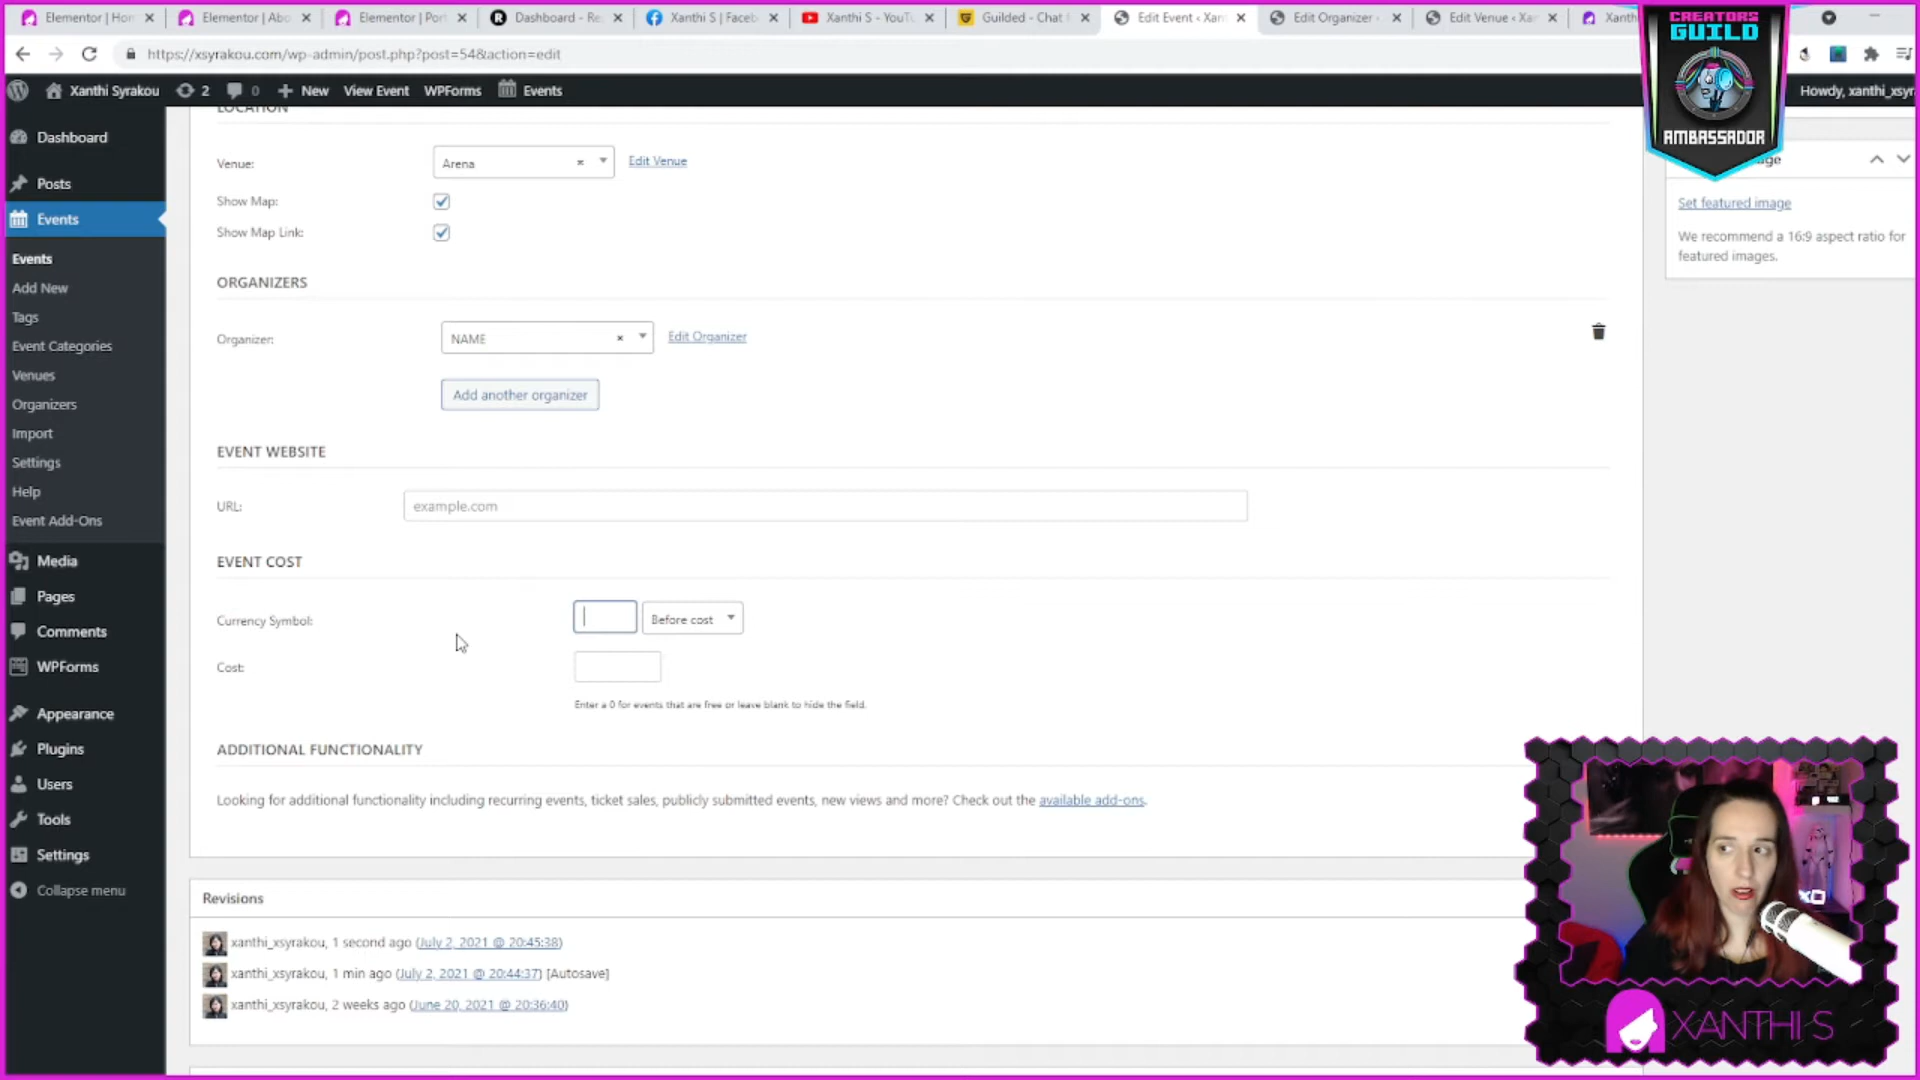 Elementor | Hom
Elementor | Abo
Elementor | Port
Dashboard - Re
Xanthi S | Faceb
Xanthi S - YouTu
Guilded - Chat f
Edit Event ‹ Xan
Edit Organizer ‹
Edit Venue ‹ Xa
Xanth
https://xsyrakou.com/wp-admin/post.php?post=54&action=edit
Xanthi Syrakou
2
0
New
View Event
WPForms
Events
Howdy, xanthi_xsyr
CREATORS
GUILD
AMBASSADOR
Dashboard
Posts
Events
Events
Add New
Tags
Event Categories
Venues
Organizers
Import
Settings
Help
Event Add-Ons
Media
Pages
Comments
WPForms
Appearance
Plugins
Users
Tools
Settings
Collapse menu
LOCATION
Venue:
Arena
Edit Venue
Show Map:
Show Map Link:
ORGANIZERS
Organizer:
NAME
Edit Organizer
Add another organizer
EVENT WEBSITE
URL:
example.com
EVENT COST
Currency Symbol:
Before cost
Cost:
Enter a 0 for events that are free or leave blank to hide the field.
ADDITIONAL FUNCTIONALITY
Looking for additional functionality including recurring events, ticket sales, publicly submitted events, new views and more? Check out the available add-ons.
Revisions
xanthi_xsyrakou, 1 second ago (July 2, 2021 @ 20:45:38)
xanthi_xsyrakou, 1 min ago (July 2, 2021 @ 20:44:37) [Autosave]
xanthi_xsyrakou, 2 weeks ago (June 20, 2021 @ 20:36:40)
Set featured image
We recommend a 16:9 aspect ratio for
featured images.
XANTHI S